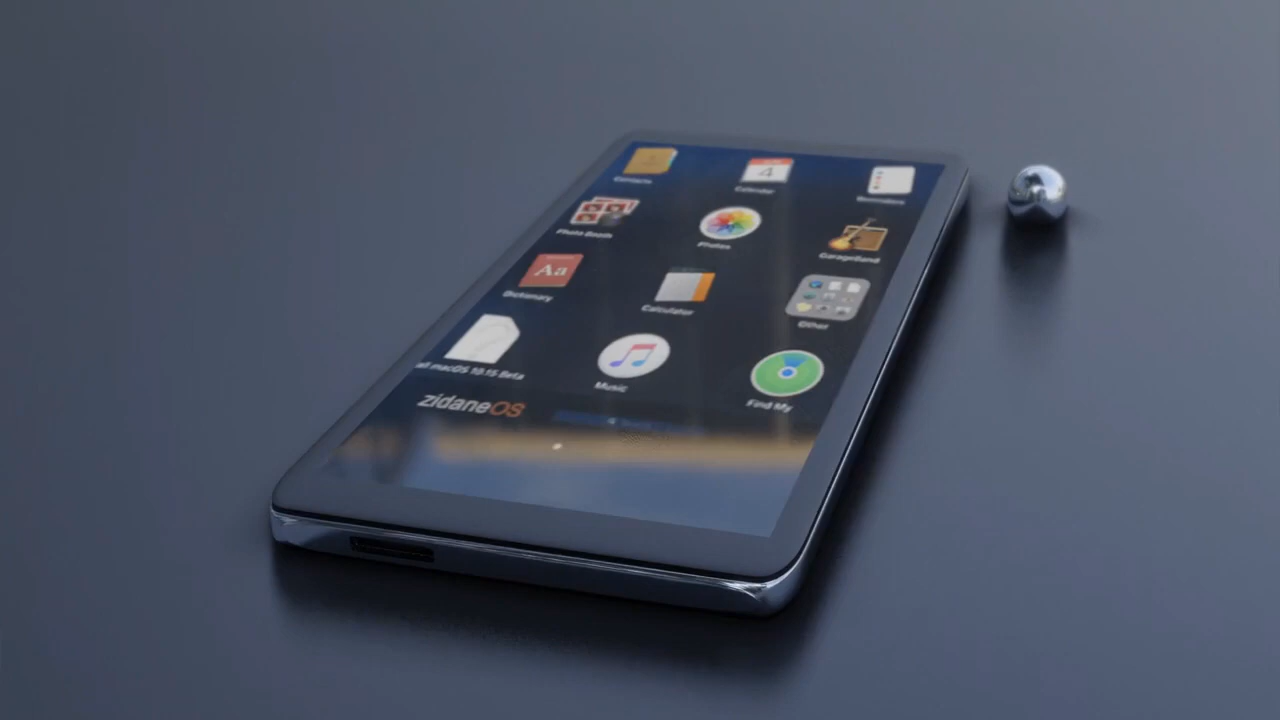 Contacts
Calendar
4
Reminders
Photo Booth
Photos
GarageBand
Aa
Dictionary
Calculator
Other
all macOS 10.15 Beta
Music
Find My
zidaneOS